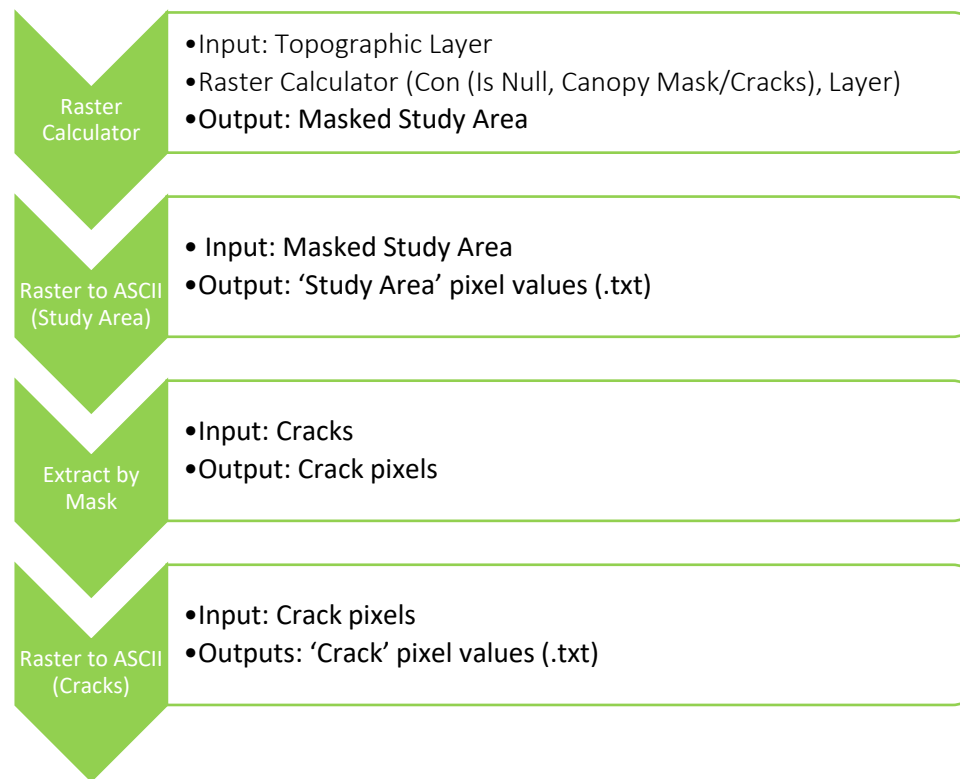 Raster
Calculator
•Input: Topographic Layer
•Raster Calculator (Con (Is Null, Canopy Mask/Cracks), Layer)
•Output: Masked Study Area
Raster to ASCII
(Study Area)
• Input: Masked Study Area
•Output: ‘Study Area’ pixel values (.txt)
Extract by
Mask
•Input: Cracks
•Output: Crack pixels
Raster to ASCII
(Cracks)
•Input: Crack pixels
•Outputs: ‘Crack’ pixel values (.txt)